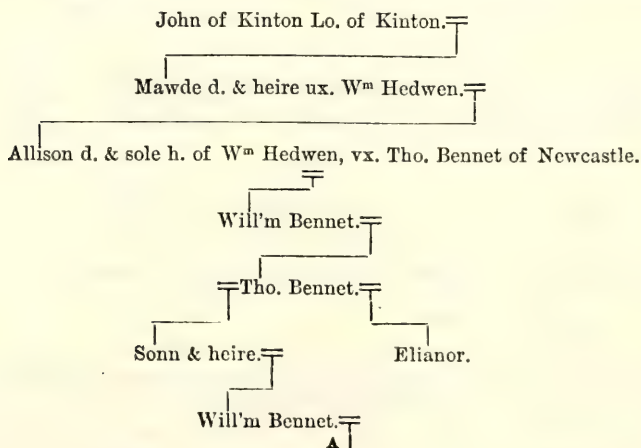 John of Kinton Lo. of Kinton.
Mawde d. & heire ux. Wᵐ Hedwen.
Allison d. & sole h. of Wᵐ Hedwen, vx. Tho. Bennet of Newcastle.
Will'm Bennet.
Tho. Bennet.
Sonn & heire. Elianor.
Will'm Bennet.
A